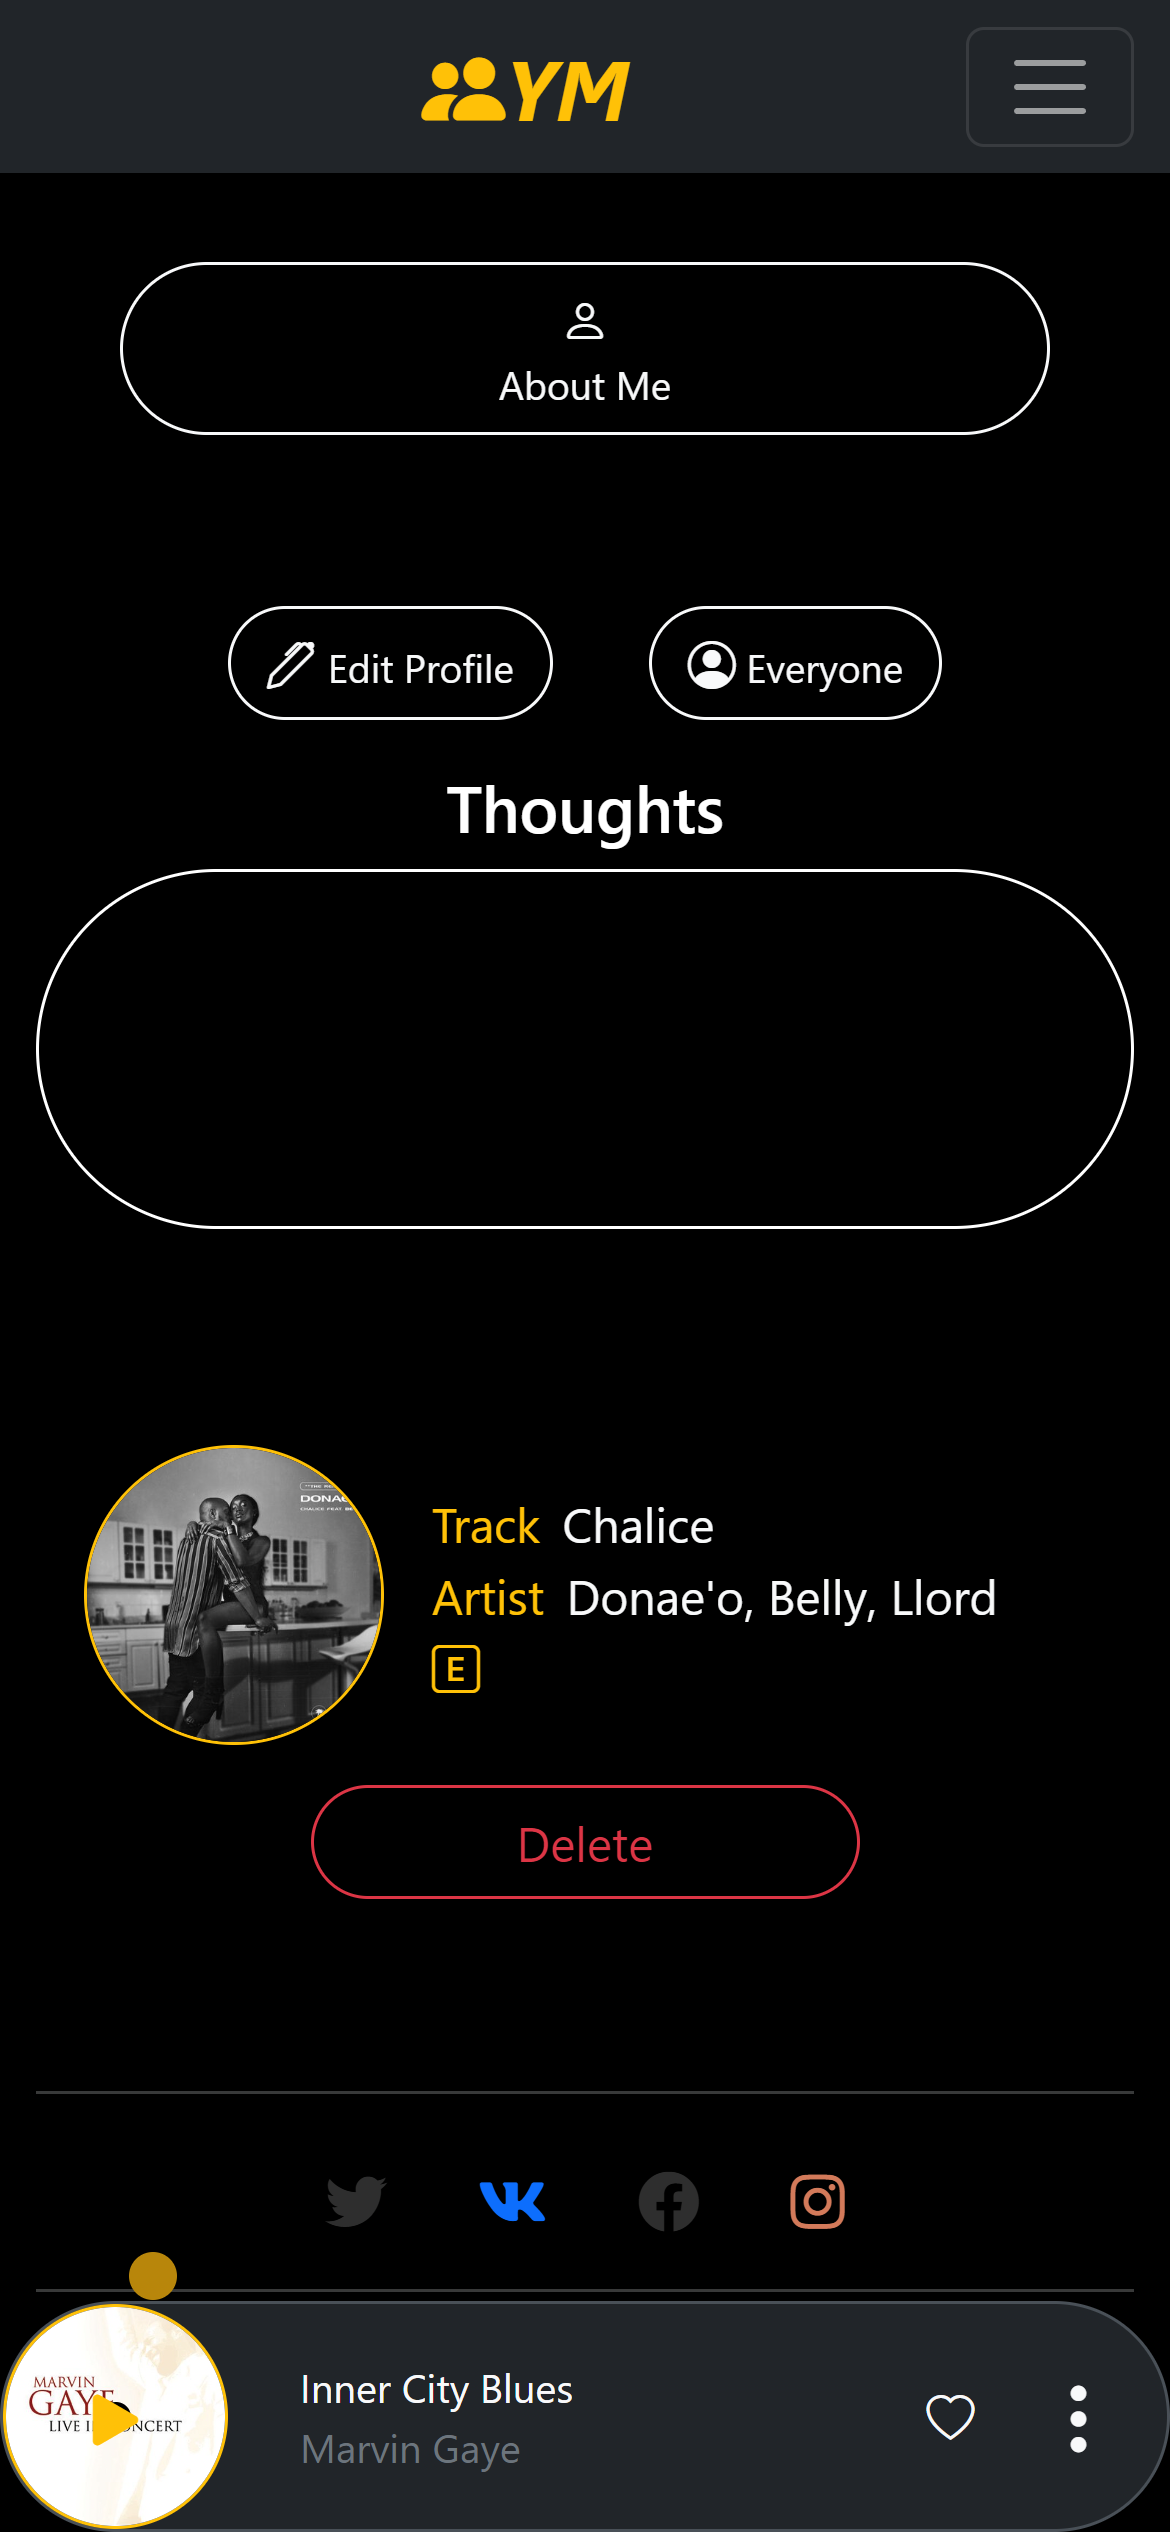 YM
About Me
Edit Profile
Everyone
Thoughts
DONAE
Track Chalice
Artist Donae'o, Belly, Llord
E
Delete
Inner City Blues
Marvin Gaye
MARVIN
GAYE
LIVE IN CONCERT